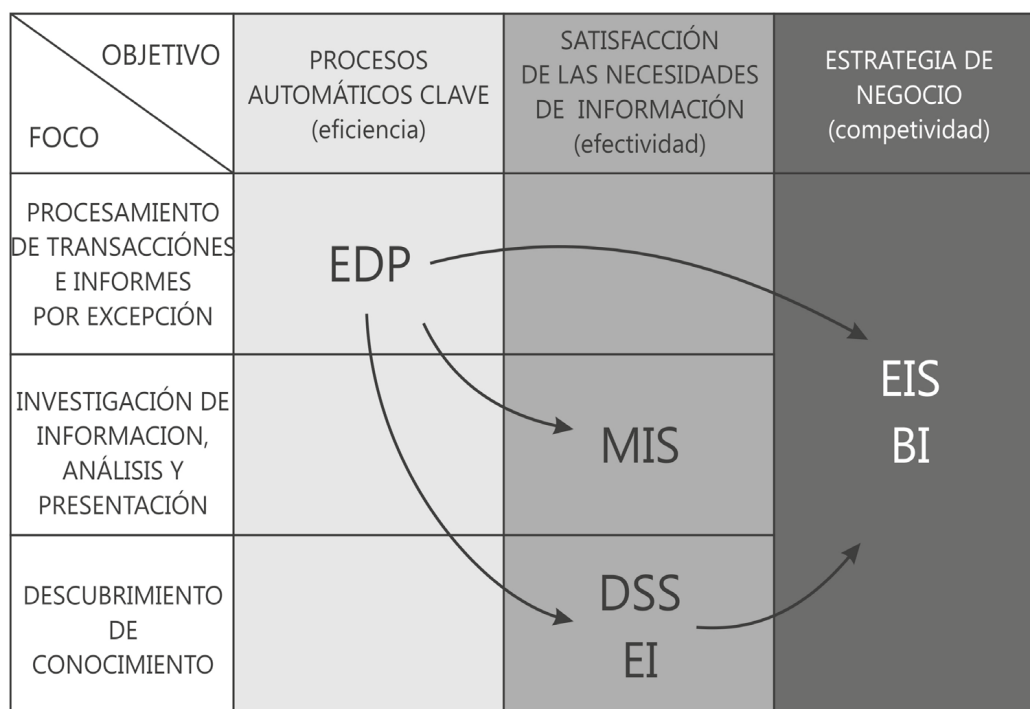 OBJETIVO
FOCO
PROCESOS
AUTOMÁTICOS CLAVE
(eficiencia)
SATISFACCIÓN
DE LAS NECESIDADES
DE INFORMACIÓN
(efectividad)
ESTRATEGIA DE
NEGOCIO
(competividad)
PROCESAMIENTO
DE TRANSACCIÓNES
E INFORMES
POR EXCEPCIÓN
EDP
INVESTIGACIÓN DE
INFORMACION,
ANÁLISIS Y
PRESENTACIÓN
MIS
EIS
BI
DESCUBRIMIENTO
DE
CONOCIMIENTO
DSS
EI